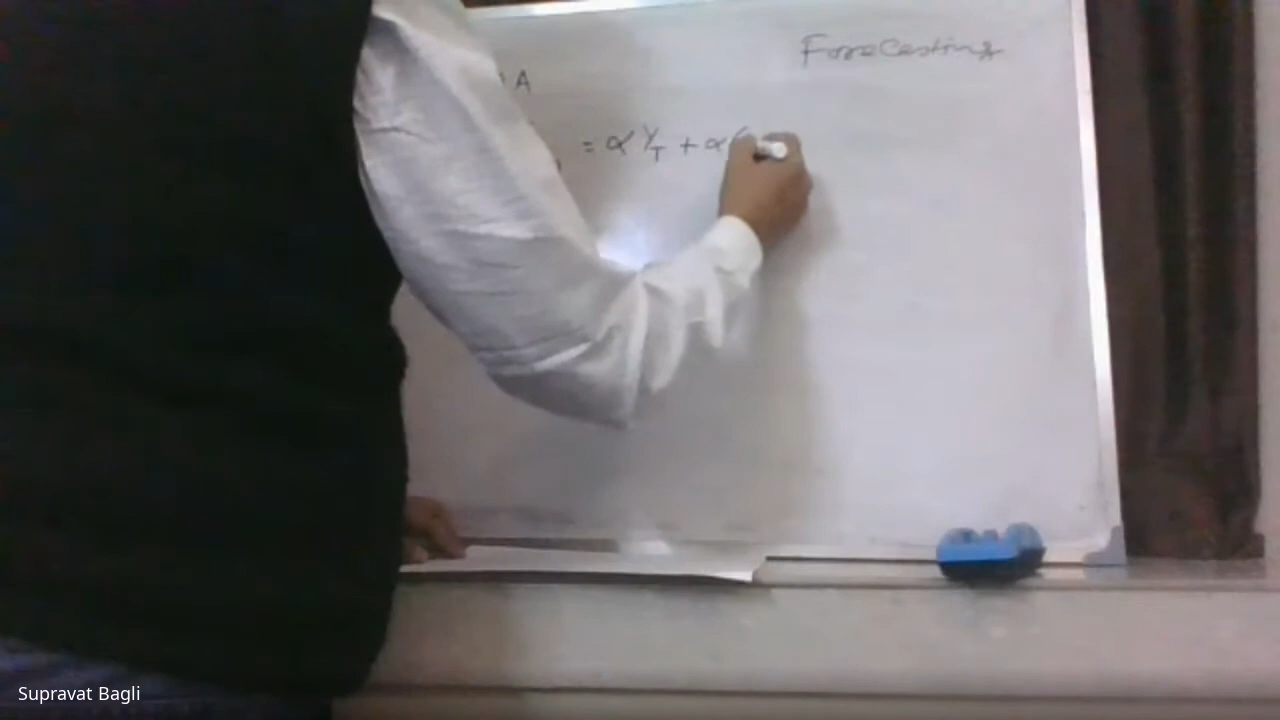 Forecasting
A
= α Y_T + α(
Supravat Bagli